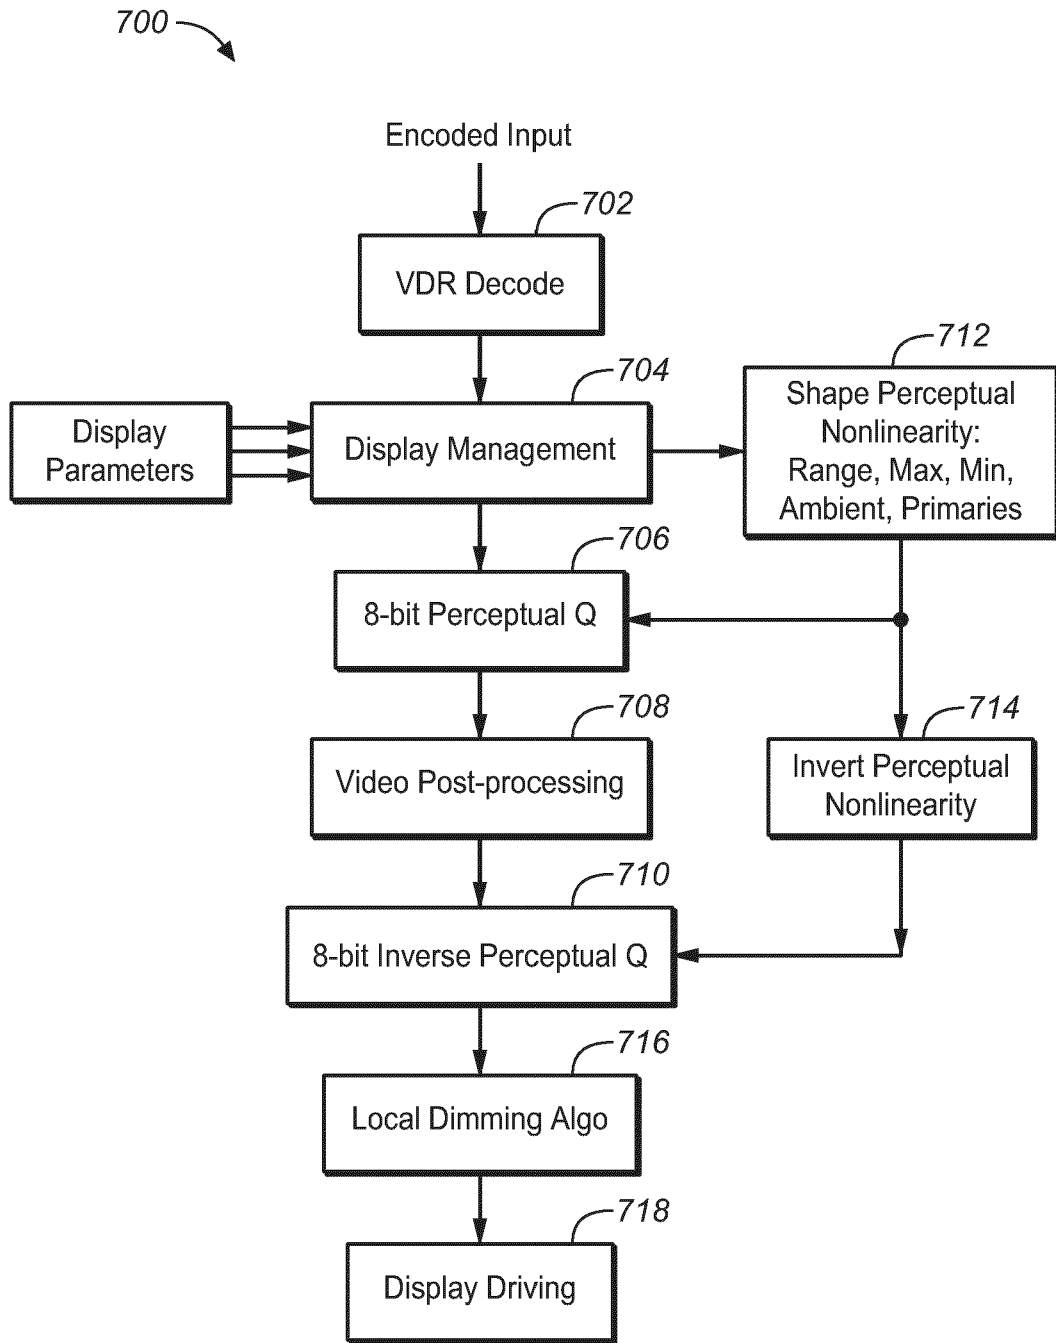 700
Encoded Input
702
VDR Decode
704
Display Management
Display
Parameters
712
Shape Perceptual
Nonlinearity:
Range, Max, Min,
Ambient, Primaries
706
8-bit Perceptual Q
708
Video Post-processing
714
Invert Perceptual
Nonlinearity
710
8-bit Inverse Perceptual Q
716
Local Dimming Algo
718
Display Driving